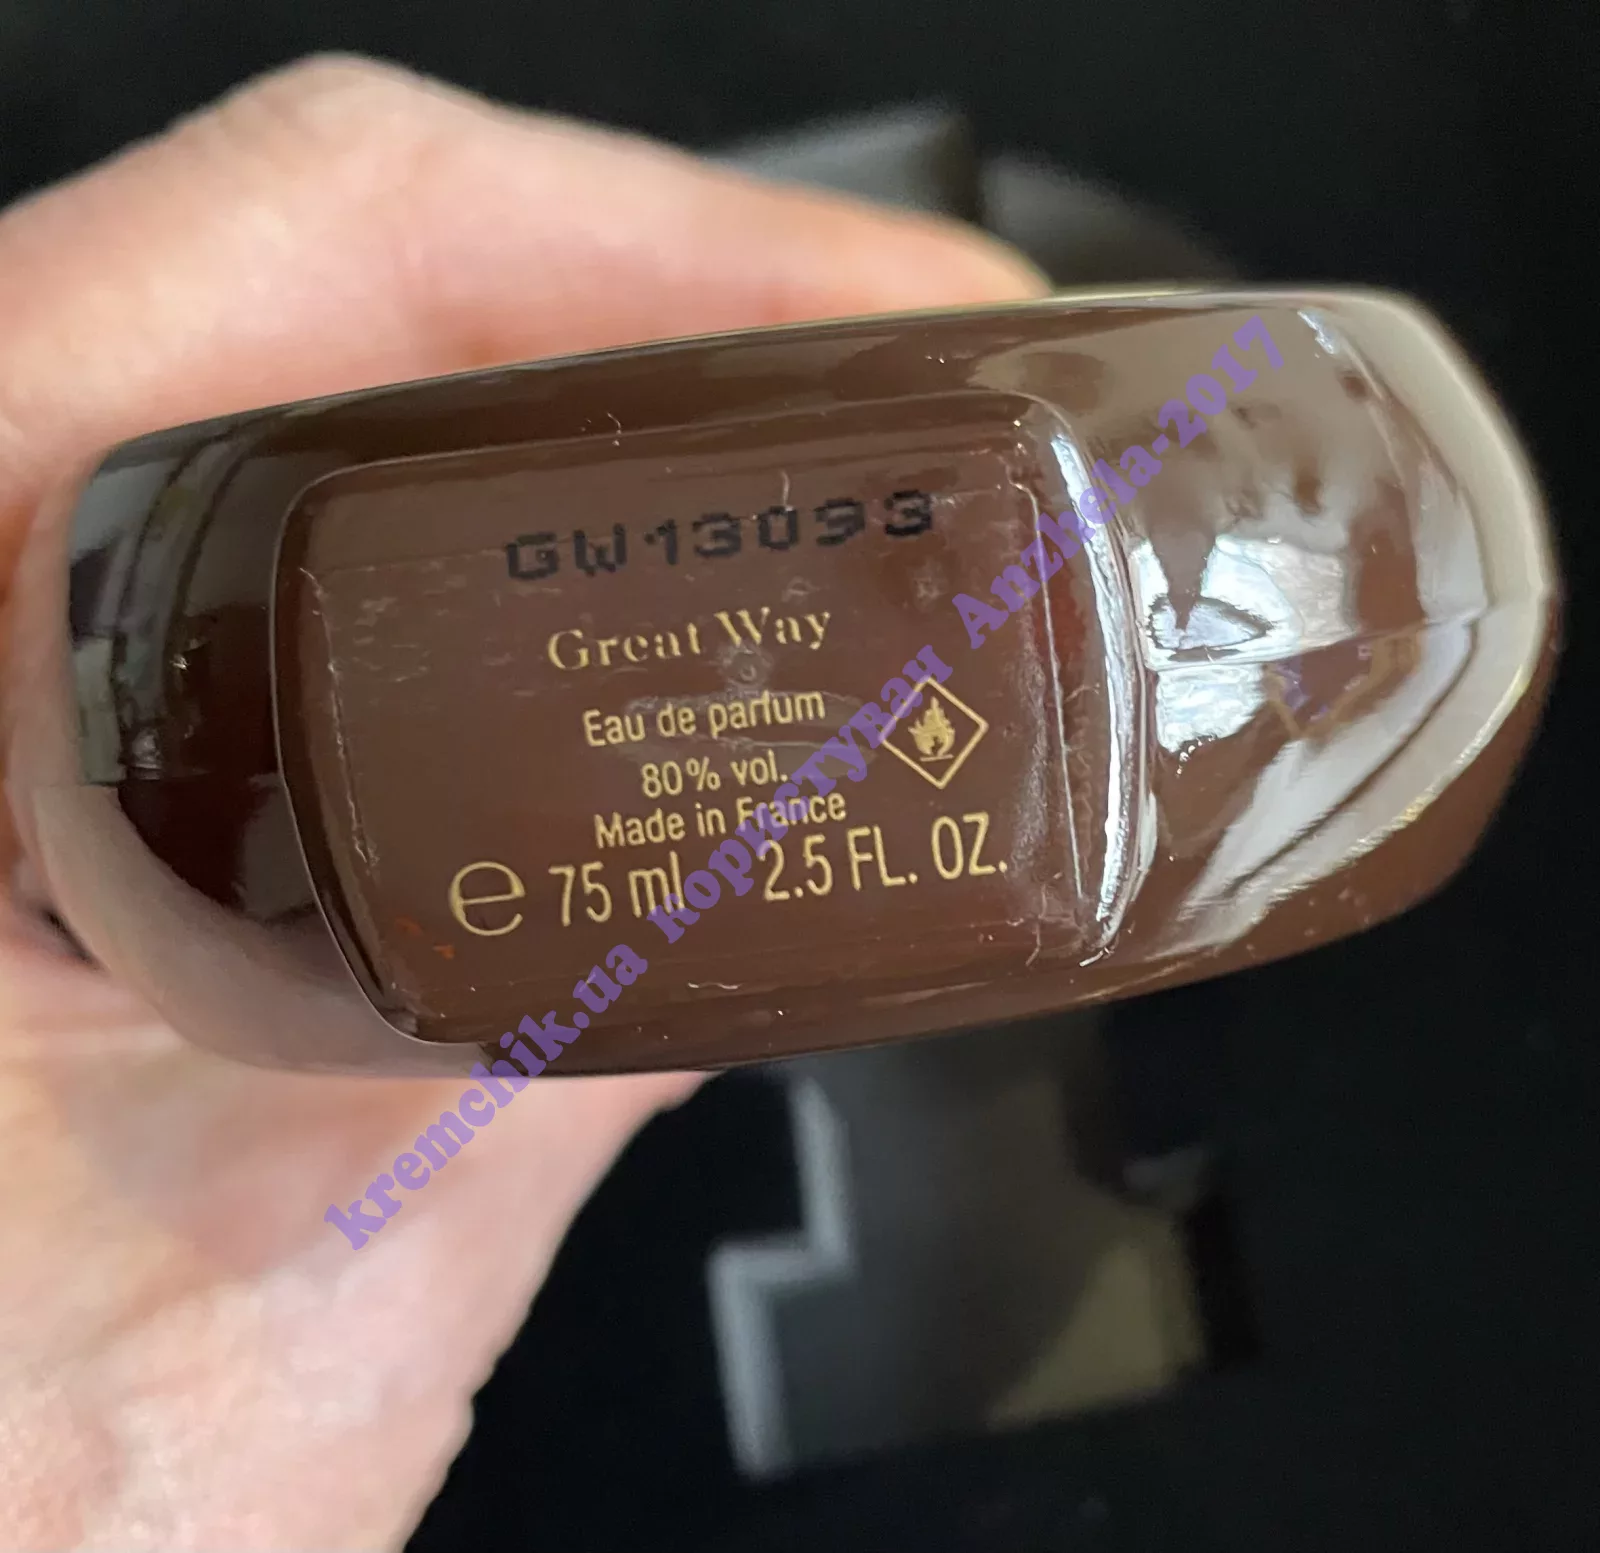 GW13093
Great Way
Eau de parfum
80% vol.
Made in France
e 75 ml 2.5 FL. OZ.
kremchik.ua користувач Anzhela-2017